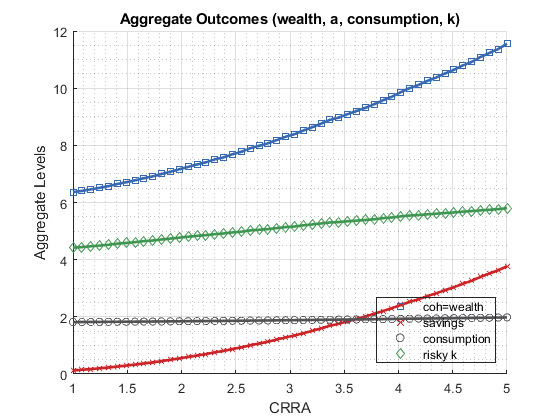 Aggregate Outcomes (wealth, a, consumption, k)
12
10
8
6
4
2
0
Aggregate Levels
coh=wealth
savings
consumption
risky k
1 1.5 2 2.5 3 3.5 4 4.5 5
CRRA